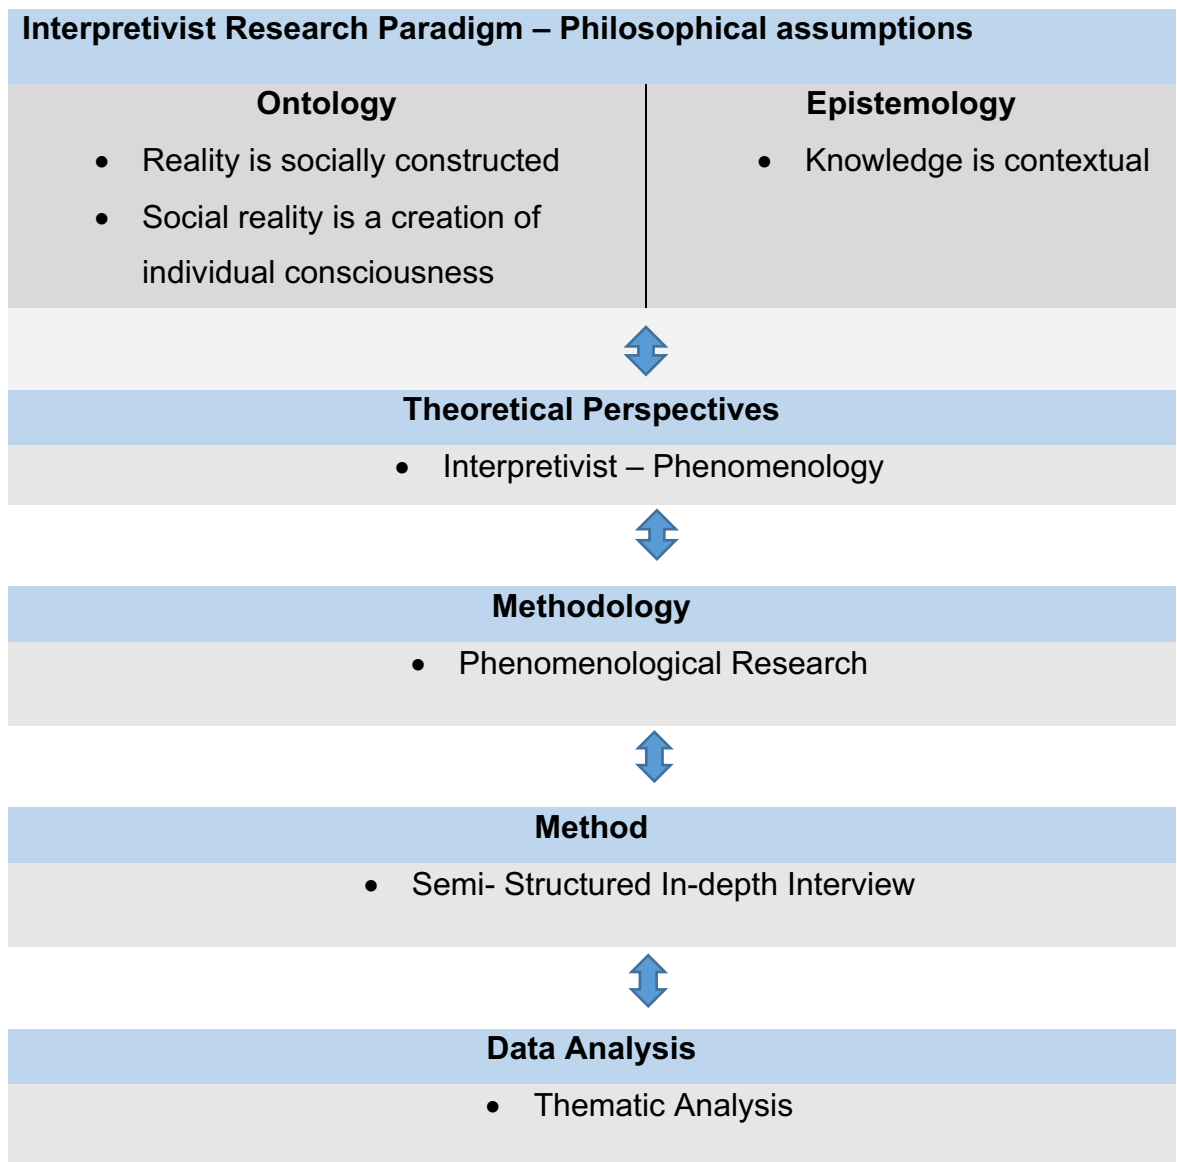 Interpretivist Research Paradigm – Philosophical assumptions
Ontology
• Reality is socially constructed
• Social reality is a creation of
individual consciousness
Epistemology
• Knowledge is contextual
Theoretical Perspectives
• Interpretivist – Phenomenology
Methodology
• Phenomenological Research
Method
• Semi- Structured In-depth Interview
Data Analysis
• Thematic Analysis